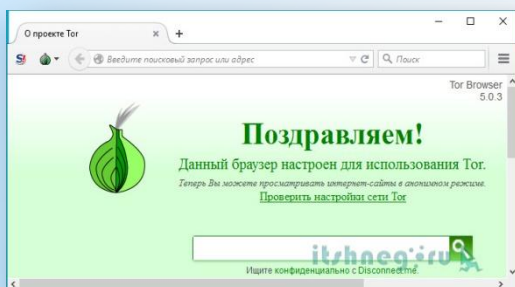 О проекте Tor
Введите поисковый запрос или адрес
Поиск
Tor Browser
5.0.3
Поздравляем!
Данный браузер настроен для использования Tor.
Теперь Вы можете просматривать интернет-сайты в анонимном режиме.
Проверить настройки сети Tor
itshneg.ru
Ищите конфиденциально с Disconnect.me.